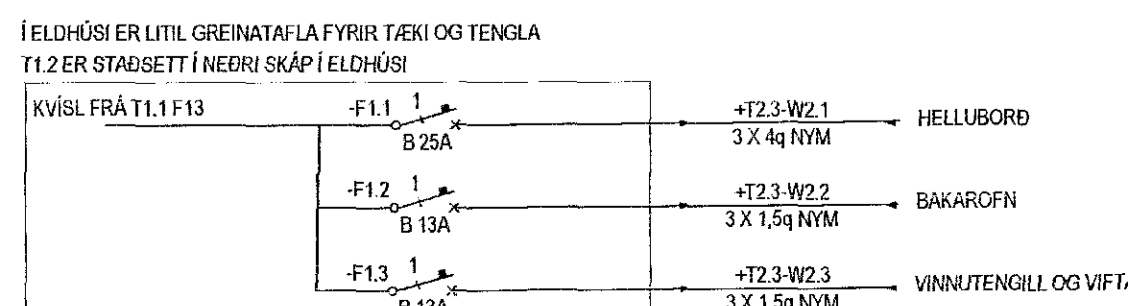 Í ELDHÚSI ER LITIL GREINATAFLA FYRIR TÆKI OG TENGLA
T1.2 ER STAÐSETT Í NEÐRI SKÁP Í ELDHÚSI
KVÍSL FRÁ T1.1 F13
-F1.1 1
B 25A
+T2.3-W2.1
3 X 4q NYM
HELLUBORÐ
-F1.2 1
B 13A
+T2.3-W2.2
3 X 1,5q NYM
BAKAROFN
-F1.3 1
B 13A
+T2.3-W2.3
3 X 1,5q NYM
VINNUTENGILL OG